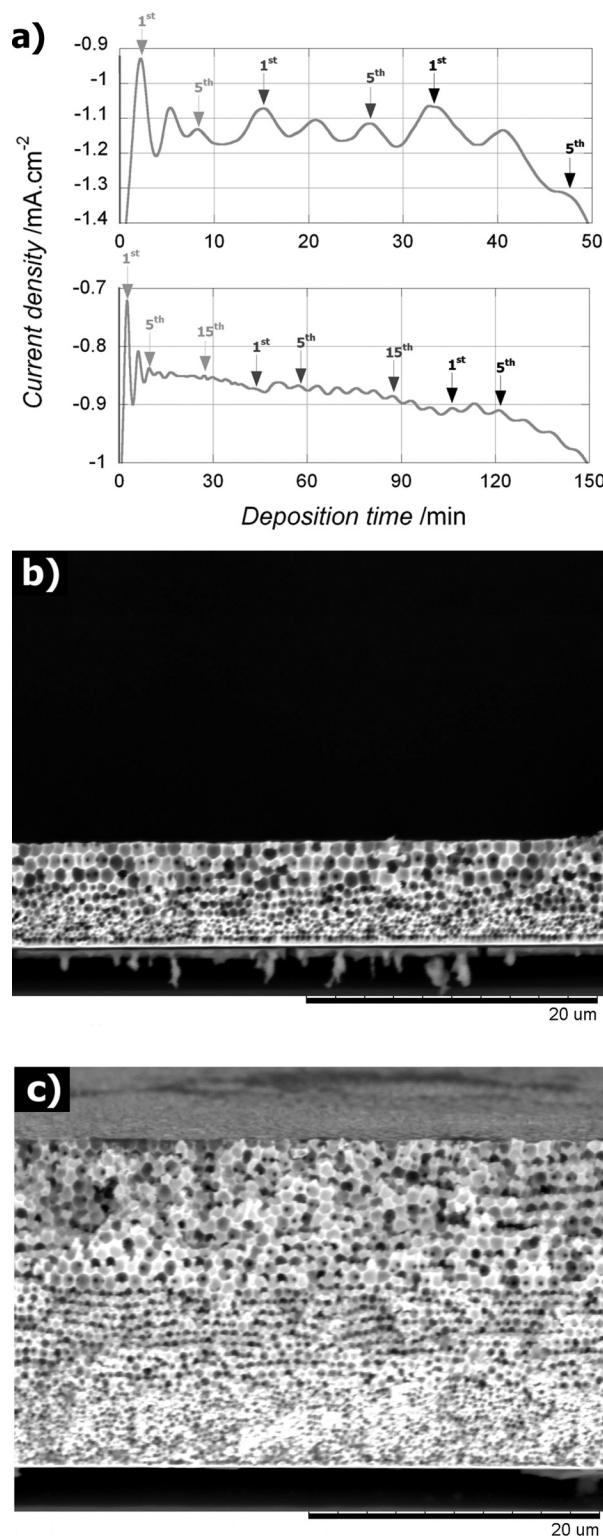 a)
Current density /mA.cm⁻²
-0.9
-1
-1.1
-1.2
-1.3
-1.4
1ˢᵗ
5ᵗʰ
1ˢᵗ
5ᵗʰ
1ˢᵗ
5ᵗʰ
0 10 20 30 40 50
-0.7
-0.8
-0.9
-1
1ˢᵗ
5ᵗʰ
15ᵗʰ
1ˢᵗ
5ᵗʰ
15ᵗʰ
1ˢᵗ
5ᵗʰ
0 30 60 90 120 150
Deposition time /min
b)
20 um
c)
20 um